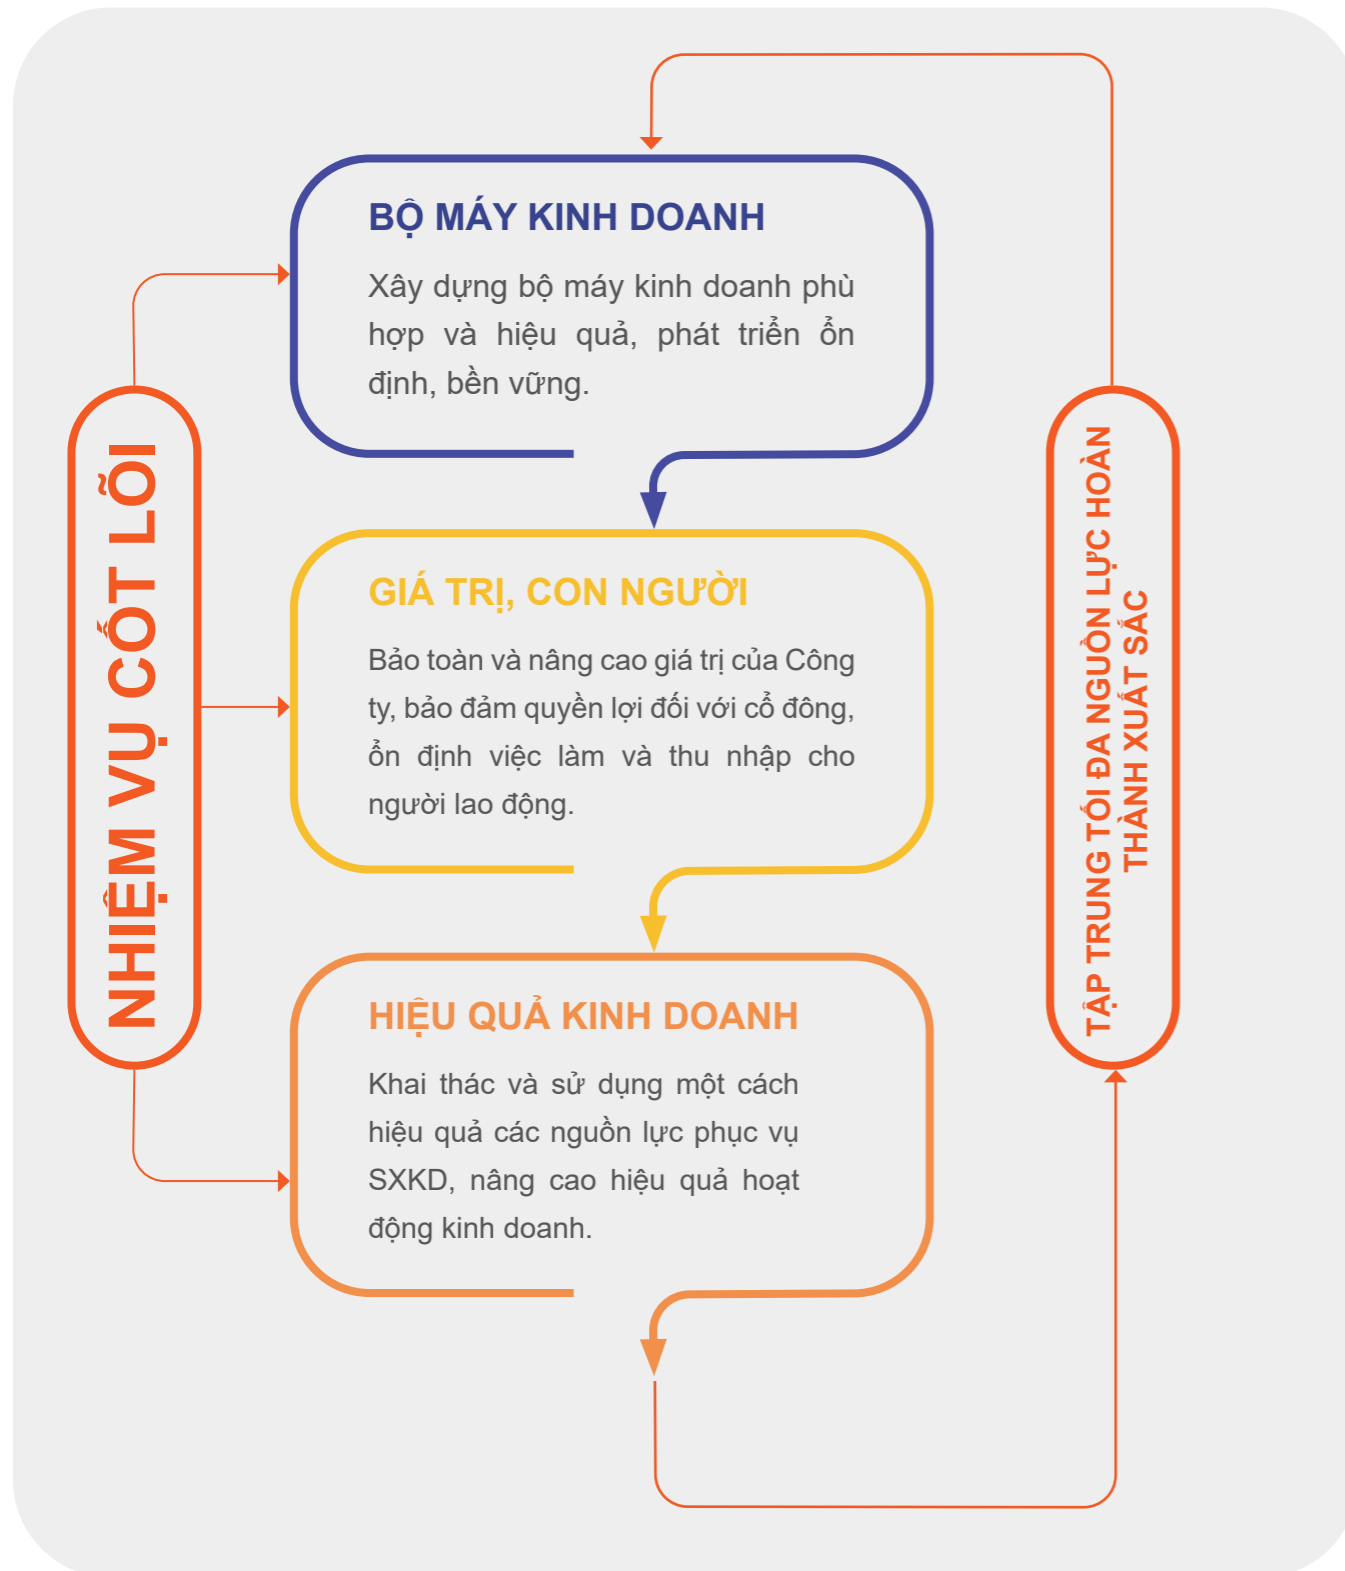 NHIỆM VỤ CỐT LÕI
BỘ MÁY KINH DOANH
Xây dựng bộ máy kinh doanh phù
hợp và hiệu quả, phát triển ổn
định, bền vững.
GIÁ TRỊ, CON NGƯỜI
Bảo toàn và nâng cao giá trị của Công
ty, bảo đảm quyền lợi đối với cổ đông,
ổn định việc làm và thu nhập cho
người lao động.
HIỆU QUẢ KINH DOANH
Khai thác và sử dụng một cách
hiệu quả các nguồn lực phục vụ
SXKD, nâng cao hiệu quả hoạt
động kinh doanh.
TẬP TRUNG TỐI ĐA NGUỒN LỰC HOÀN
THÀNH XUẤT SẮC